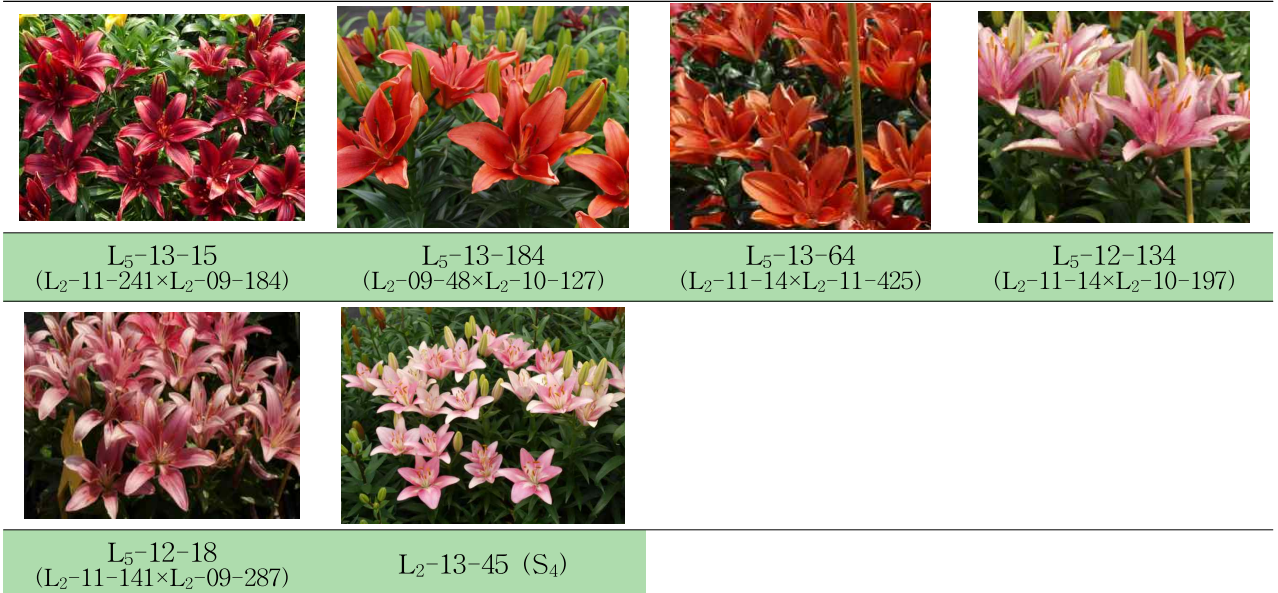 L₅-13-15
(L₂-11-241×L₂-09-184)
L₅-13-184
(L₂-09-48×L₂-10-127)
L₅-13-64
(L₂-11-14×L₂-11-425)
L₅-12-134
(L₂-11-14×L₂-10-197)
L₅-12-18
(L₂-11-141×L₂-09-287)
L₂-13-45 (S₄)